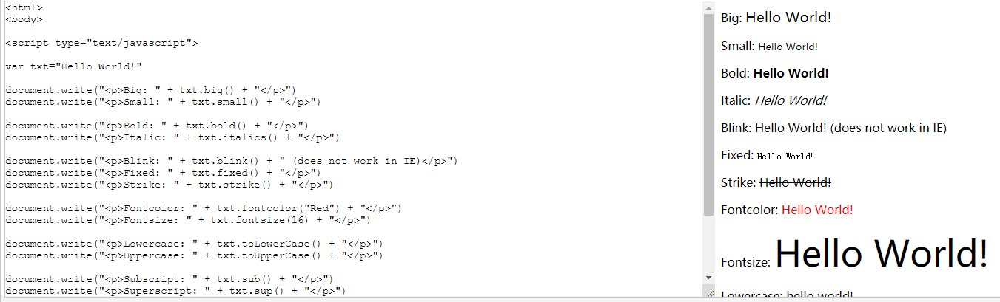 <html>
<body>
<script type="text/javascript">
var txt="Hello World!"
document.write("<p>Big: " + txt.big() + "</p>")
document.write("<p>Small: " + txt.small() + "</p>")
document.write("<p>Bold: " + txt.bold() + "</p>")
document.write("<p>Italic: " + txt.italics() + "</p>")
document.write("<p>Blink: " + txt.blink() + " (does not work in IE)</p>")
document.write("<p>Fixed: " + txt.fixed() + "</p>")
document.write("<p>Strike: " + txt.strike() + "</p>")
document.write("<p>Fontcolor: " + txt.fontcolor("Red") + "</p>")
document.write("<p>Fontsize: " + txt.fontsize(16) + "</p>")
document.write("<p>Lowercase: " + txt.toLowerCase() + "</p>")
document.write("<p>Uppercase: " + txt.toUpperCase() + "</p>")
document.write("<p>Subscript: " + txt.sub() + "</p>")
document.write("<p>Superscript: " + txt.sup() + "</p>")
Big: Hello World!
Small: Hello World!
Bold: Hello World!
Italic: Hello World!
Blink: Hello World! (does not work in IE)
Fixed: Hello World!
Strike: Hello World!
Fontcolor: Hello World!
Fontsize: Hello World!
Lowercase: hello world!